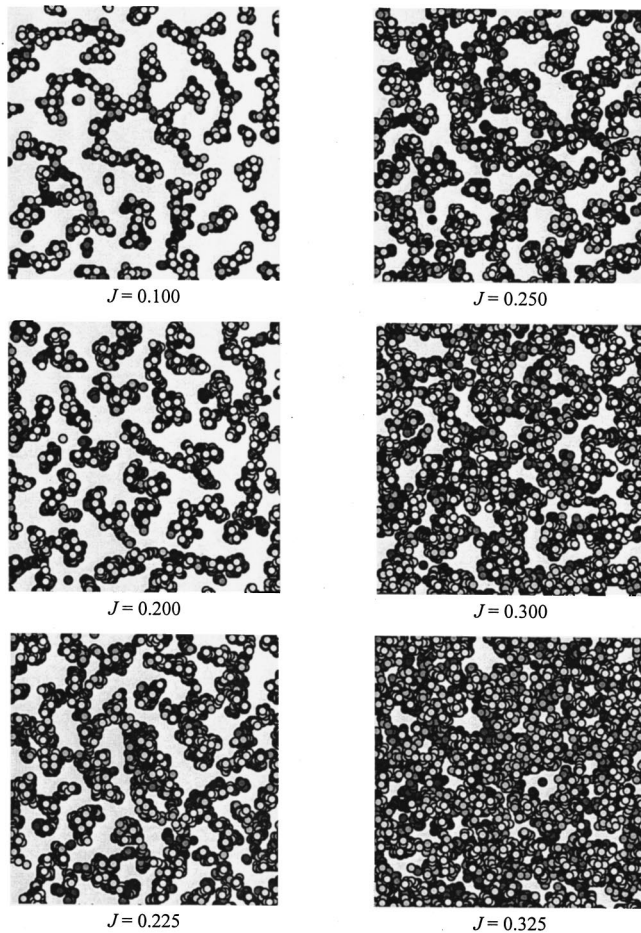 J = 0.100
J = 0.250
J = 0.200
J = 0.300
J = 0.225
J = 0.325